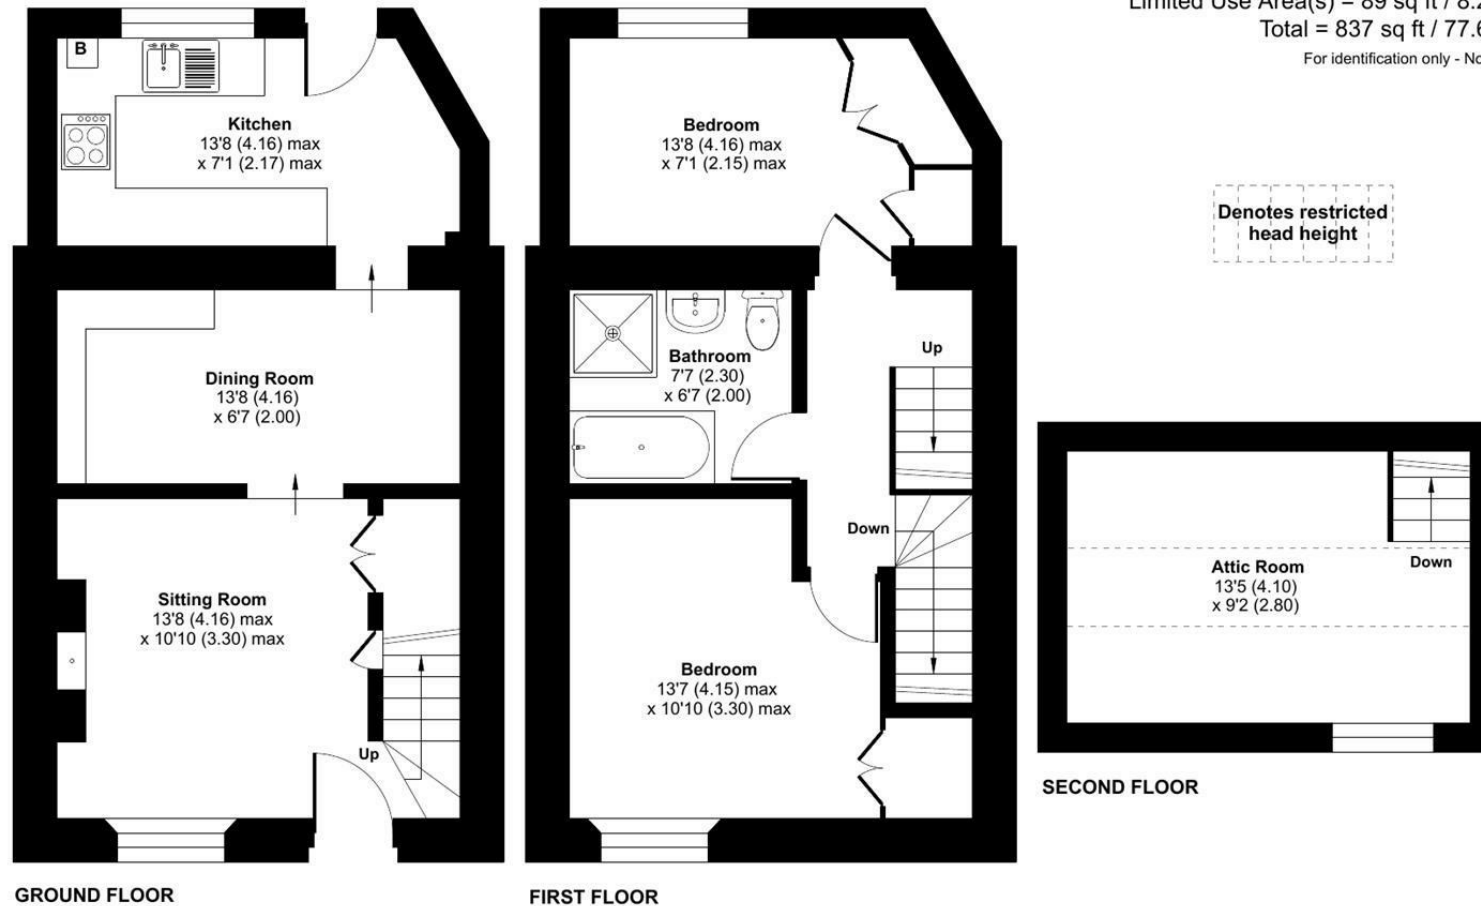 Limited Use Area(s) = 89 sq ft / 8.2
Total = 837 sq ft / 77.6
For identification only - No
B
Kitchen
13'8 (4.16) max
x 7'1 (2.17) max
Bedroom
13'8 (4.16) max
x 7'1 (2.15) max
Denotes restricted
head height
Dining Room
13'8 (4.16)
x 6'7 (2.00)
Bathroom
7'7 (2.30)
x 6'7 (2.00)
Up
Sitting Room
13'8 (4.16) max
x 10'10 (3.30) max
Up
Down
Bedroom
13'7 (4.15) max
x 10'10 (3.30) max
Attic Room
13'5 (4.10)
x 9'2 (2.80)
Down
SECOND FLOOR
GROUND FLOOR
FIRST FLOOR